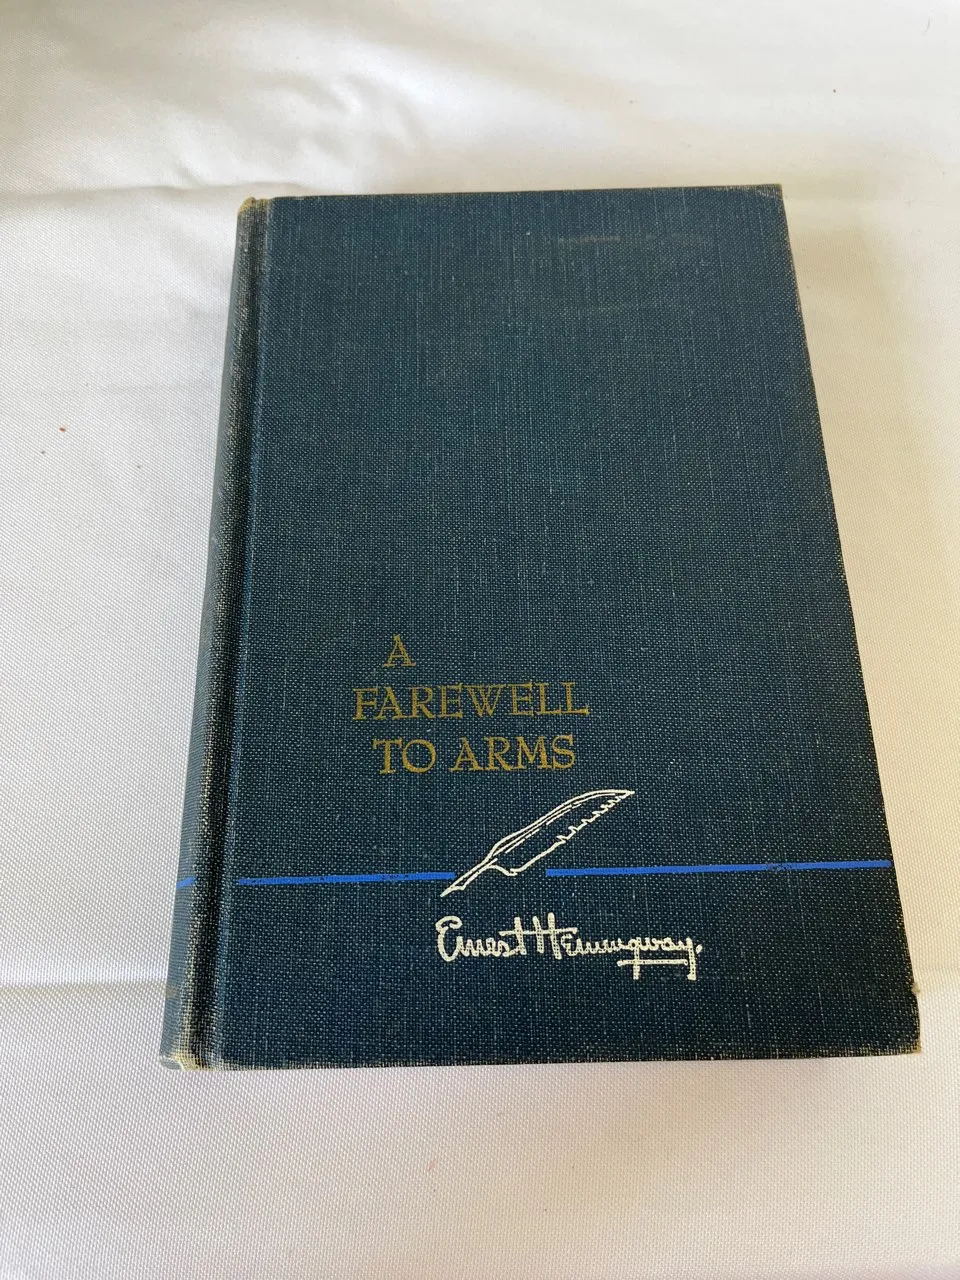 A
FAREWELL
TO ARMS
Ernest Hemingway.